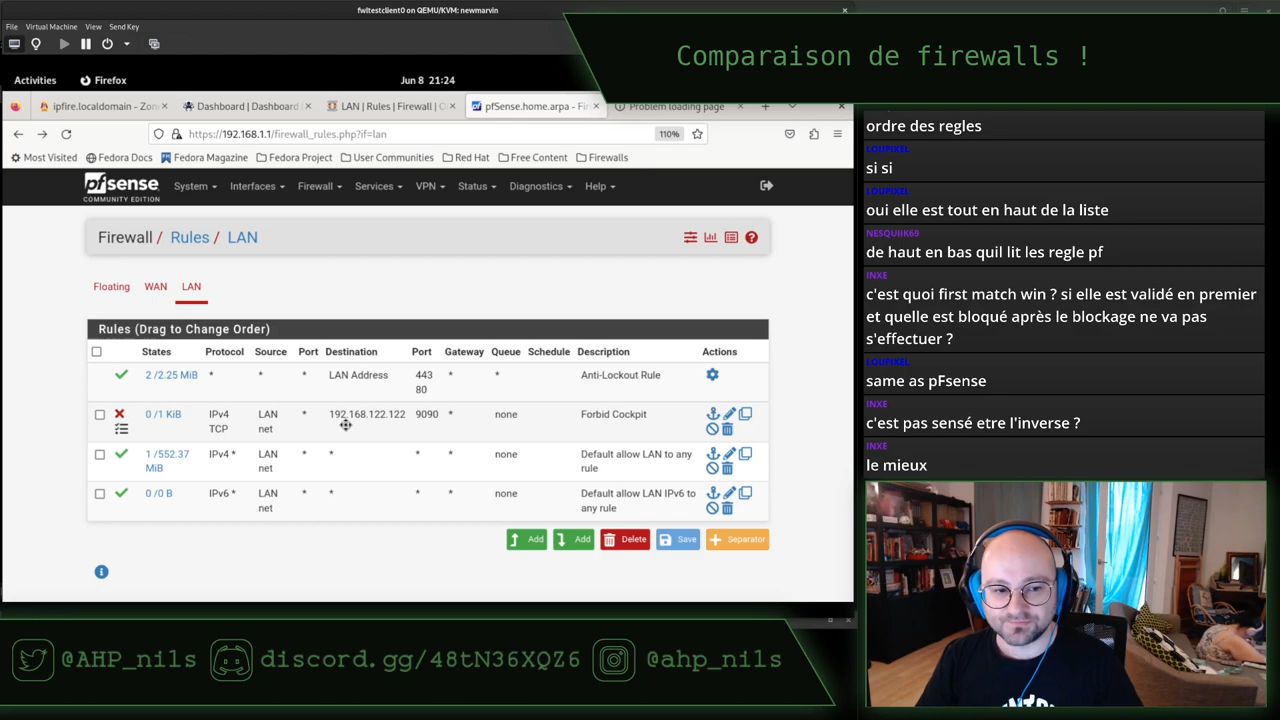 fwltestclient0 on QEMU/KVM: newmarvin
File Virtual Machine View Send Key
Comparaison de firewalls !
Activities Firefox Jun 8 21:24
ipfire.localdomain - Zon
Dashboard | Dashboard
LAN | Rules | Firewall | O
pfSense.home.arpa - Fir
Problem loading page
https://192.168.1.1/firewall_rules.php?if=lan 110%
Most Visited Fedora Docs Fedora Magazine Fedora Project User Communities Red Hat Free Content Firewalls
pfsense
COMMUNITY EDITION
System Interfaces Firewall Services VPN Status Diagnostics Help
Firewall / Rules / LAN
Floating WAN LAN
Rules (Drag to Change Order)
States Protocol Source Port Destination Port Gateway Queue Schedule Description Actions
2 /2.25 MiB * * * LAN Address 443 * * Anti-Lockout Rule
80
0 /1 KiB IPv4 LAN * 192.168.122.122 9090 * none Forbid Cockpit
TCP net
1 /552.37 IPv4 * LAN * * * * none Default allow LAN to any
MiB net rule
0 /0 B IPv6 * LAN * * * * none Default allow LAN IPv6 to
net any rule
Add Add Delete Save Separator
ordre des regles
LOUPIXEL
si si
LOUPIXEL
oui elle est tout en haut de la liste
NESQUIIK69
de haut en bas quil lit les regle pf
INXE
c'est quoi first match win ? si elle est validé en premier
et quelle est bloqué après le blockage ne va pas
s'effectuer ?
LOUPIXEL
same as pFsense
INXE
c'est pas sensé etre l'inverse ?
INXE
le mieux
@AHP_nils discord.gg/48tN36XQZ6 @ahp_nils